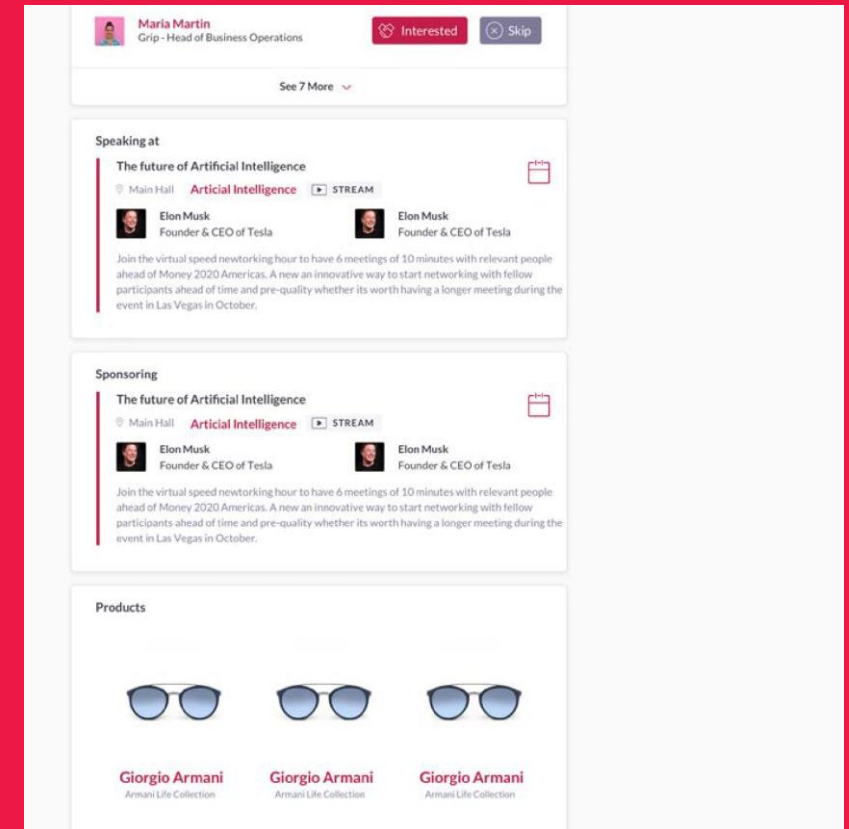 Maria Martin
Grip - Head of Business Operations
Interested
Skip
See 7 More
Speaking at
The future of Artificial Intelligence
Main Hall Articial Intelligence STREAM
Elon Musk Elon Musk
Founder & CEO of Tesla Founder & CEO of Tesla
Join the virtual speed newtorking hour to have 6 meetings of 10 minutes with relevant people
ahead of Money 2020 Americas. A new an innovative way to start networking with fellow
participants ahead of time and pre-quality whether its worth having a longer meeting during the
event in Las Vegas in October.
Sponsoring
The future of Artificial Intelligence
Main Hall Articial Intelligence STREAM
Elon Musk Elon Musk
Founder & CEO of Tesla Founder & CEO of Tesla
Join the virtual speed newtorking hour to have 6 meetings of 10 minutes with relevant people
ahead of Money 2020 Americas. A new an innovative way to start networking with fellow
participants ahead of time and pre-quality whether its worth having a longer meeting during the
event in Las Vegas in October.
Products
Giorgio Armani Giorgio Armani Giorgio Armani
Armani Life Collection Armani Life Collection Armani Life Collection